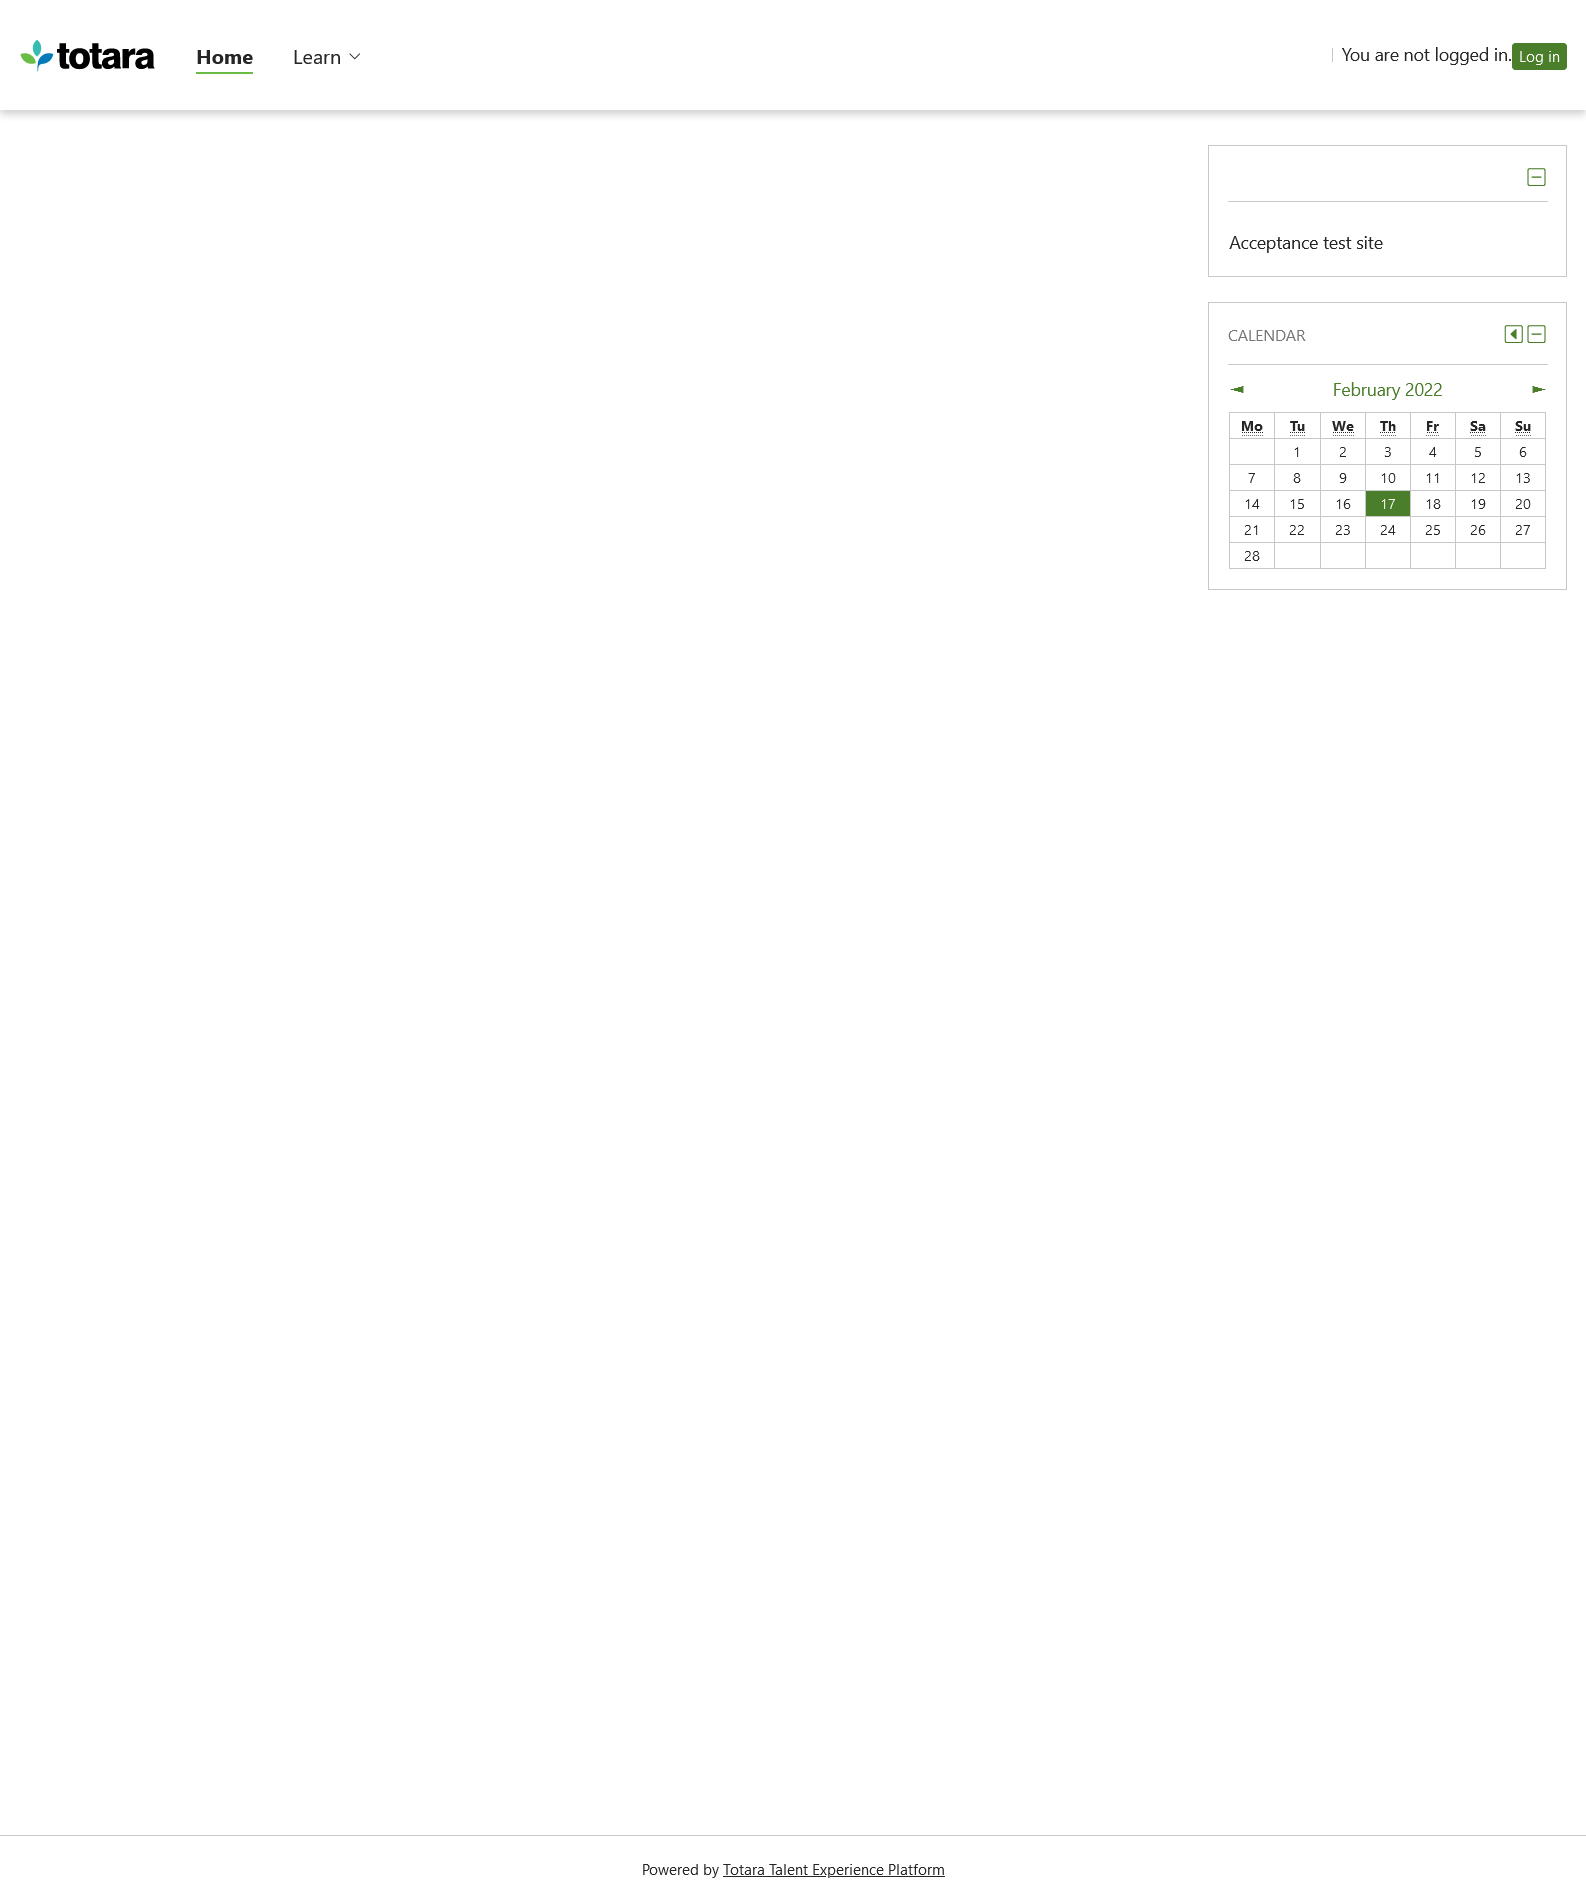 totara
Home
Learn
You are not logged in.
Log in
Acceptance test site
CALENDAR
February 2022
Mo Tu We Th Fr Sa Su
1 2 3 4 5 6
7 8 9 10 11 12 13
14 15 16 17 18 19 20
21 22 23 24 25 26 27
28
Powered by Totara Talent Experience Platform